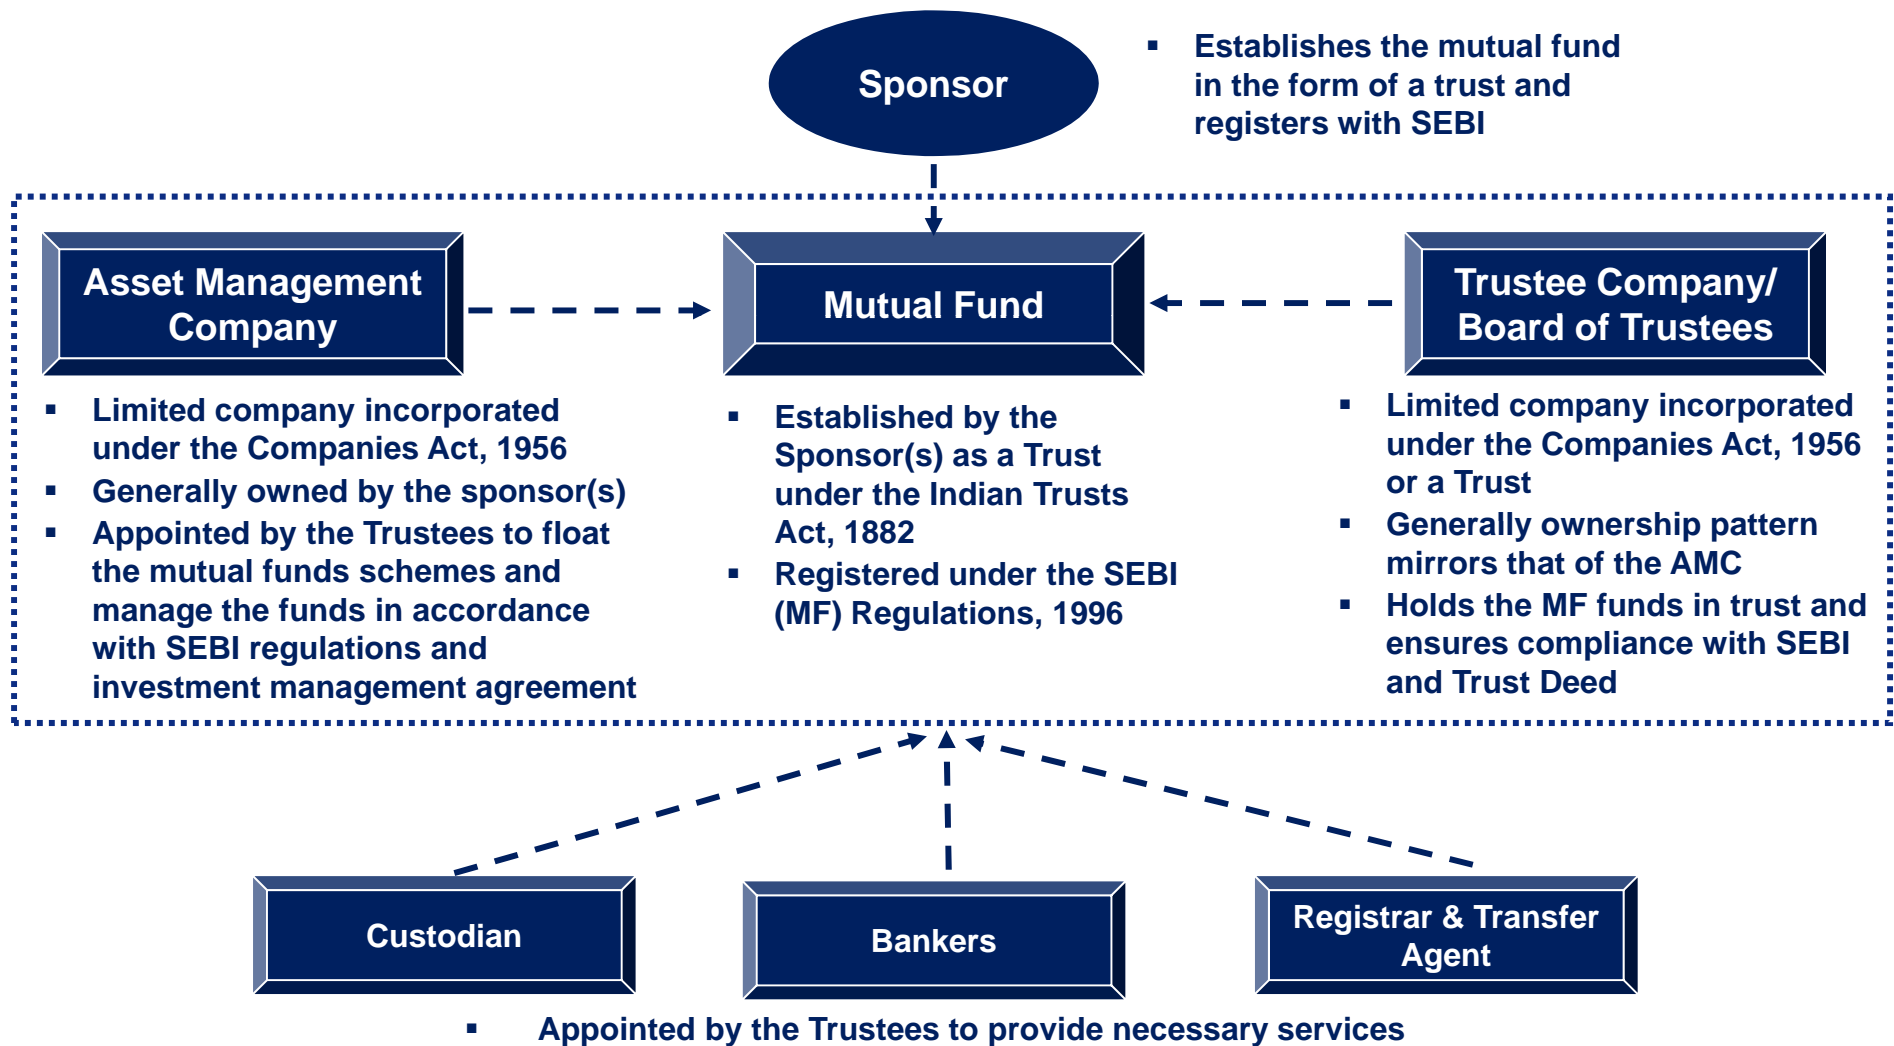 Sponsor
▪ Establishes the mutual fund
in the form of a trust and
registers with SEBI
Asset Management
Company
▪ Limited company incorporated
under the Companies Act, 1956
▪ Generally owned by the sponsor(s)
▪ Appointed by the Trustees to float
the mutual funds schemes and
manage the funds in accordance
with SEBI regulations and
investment management agreement
Mutual Fund
▪ Established by the
Sponsor(s) as a Trust
under the Indian Trusts
Act, 1882
▪ Registered under the SEBI
(MF) Regulations, 1996
Trustee Company/
Board of Trustees
▪ Limited company incorporated
under the Companies Act, 1956
or a Trust
▪ Generally ownership pattern
mirrors that of the AMC
▪ Holds the MF funds in trust and
ensures compliance with SEBI
and Trust Deed
Custodian
Bankers
Registrar & Transfer
Agent
▪ Appointed by the Trustees to provide necessary services